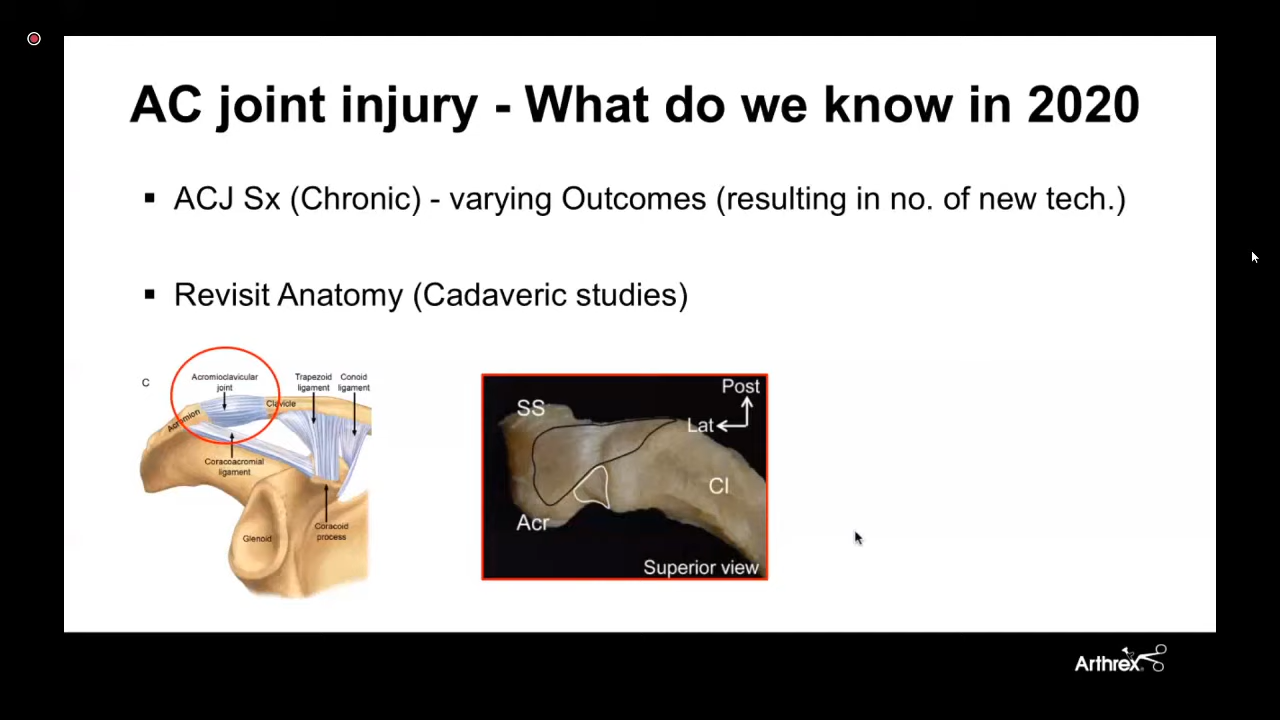 AC joint injury - What do we know in 2020
▪ ACJ Sx (Chronic) - varying Outcomes (resulting in no. of new tech.)
▪ Revisit Anatomy (Cadaveric studies)
C
Acromioclavicular
joint
Trapezoid
ligament
Conoid
ligament
Clavicle
Acromion
Coracoacromial
ligament
Coracoid
process
Glenoid
Post
SS
Lat
Cl
Acr
Superior view
Arthrex